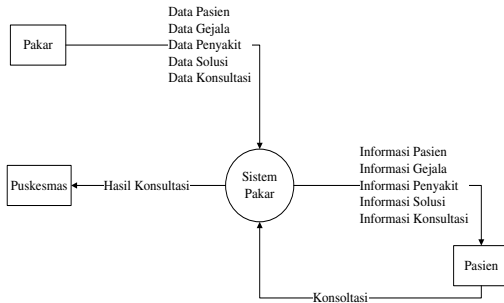 Data Pasien
Data Gejala
Data Penyakit
Data Solusi
Data Konsultasi
Pakar
Informasi Pasien
Informasi Gejala
Informasi Penyakit
Informasi Solusi
Informasi Konsultasi
Sistem
Pakar
Hasil Konsultasi
Puskesmas
Pasien
Konsoltasi